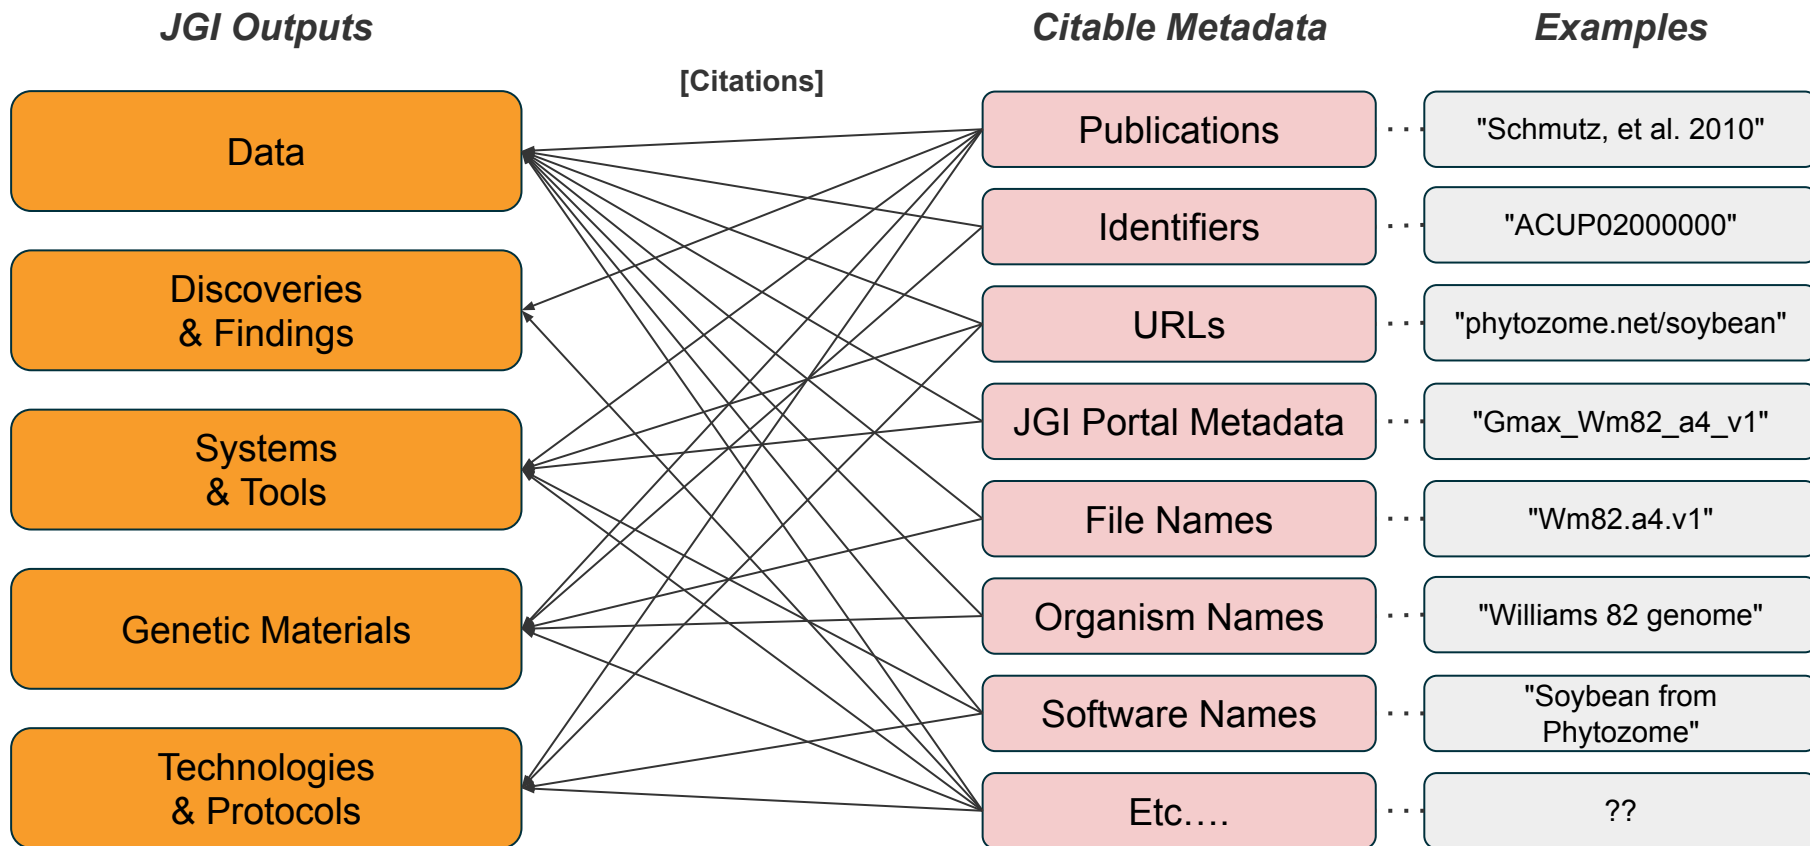 JGI Outputs
Citable Metadata
Examples
[Citations]
Data
Discoveries
& Findings
Systems
& Tools
Genetic Materials
Technologies
& Protocols
Publications
Identifiers
URLs
JGI Portal Metadata
File Names
Organism Names
Software Names
Etc....
"Schmutz, et al. 2010"
"ACUP02000000"
"phytozome.net/soybean"
"Gmax_Wm82_a4_v1"
"Wm82.a4.v1"
"Williams 82 genome"
"Soybean from
Phytozome"
??